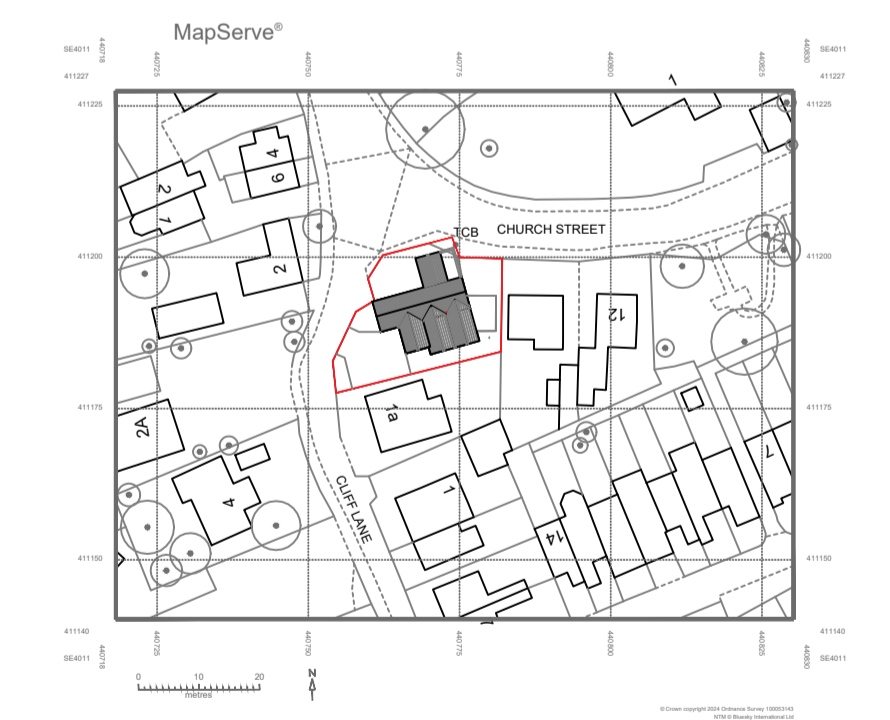 MapServe®
SE4011
440718
440725
440750
440775
440800
440825
440830
SE4011
411227
411227
411225
411225
1
2
1
4
6
TCB
CHURCH STREET
411200
411200
2
12
411175
411175
2A
1a
7
4
1
14
CLIFF LANE
411150
411150
411140
411140
SE4011
440718
440725
440750
440775
440800
440825
440830
SE4011
0 10 20
metres
N
© Crown copyright 2024 Ordnance Survey 100053143
NTM © Bluesky International Ltd